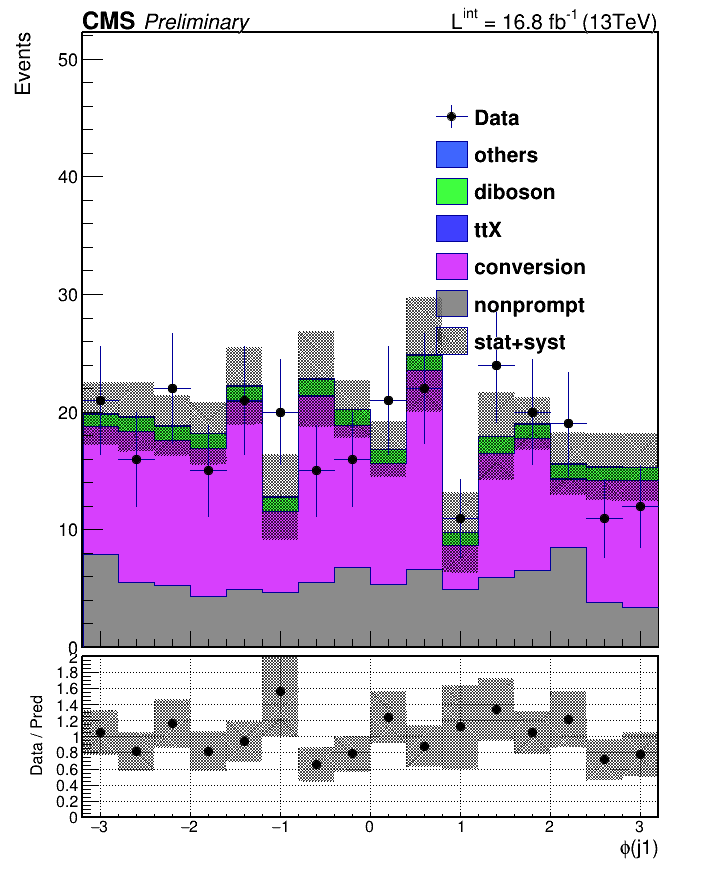 CMS Preliminary L^int = 16.8 fb^-1 (13TeV)
Events
50
40
30
20
10
0
Data
others
diboson
ttX
conversion
nonprompt
stat+syst
Data / Pred
2
1.8
1.6
1.4
1.2
1
0.8
0.6
0.4
0.2
0
−3 −2 −1 0 1 2 3
ϕ(j1)